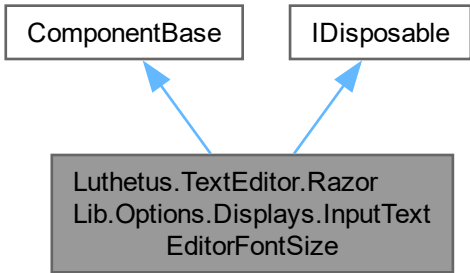 ComponentBase
IDisposable
Luthetus.TextEditor.Razor
Lib.Options.Displays.InputText
EditorFontSize